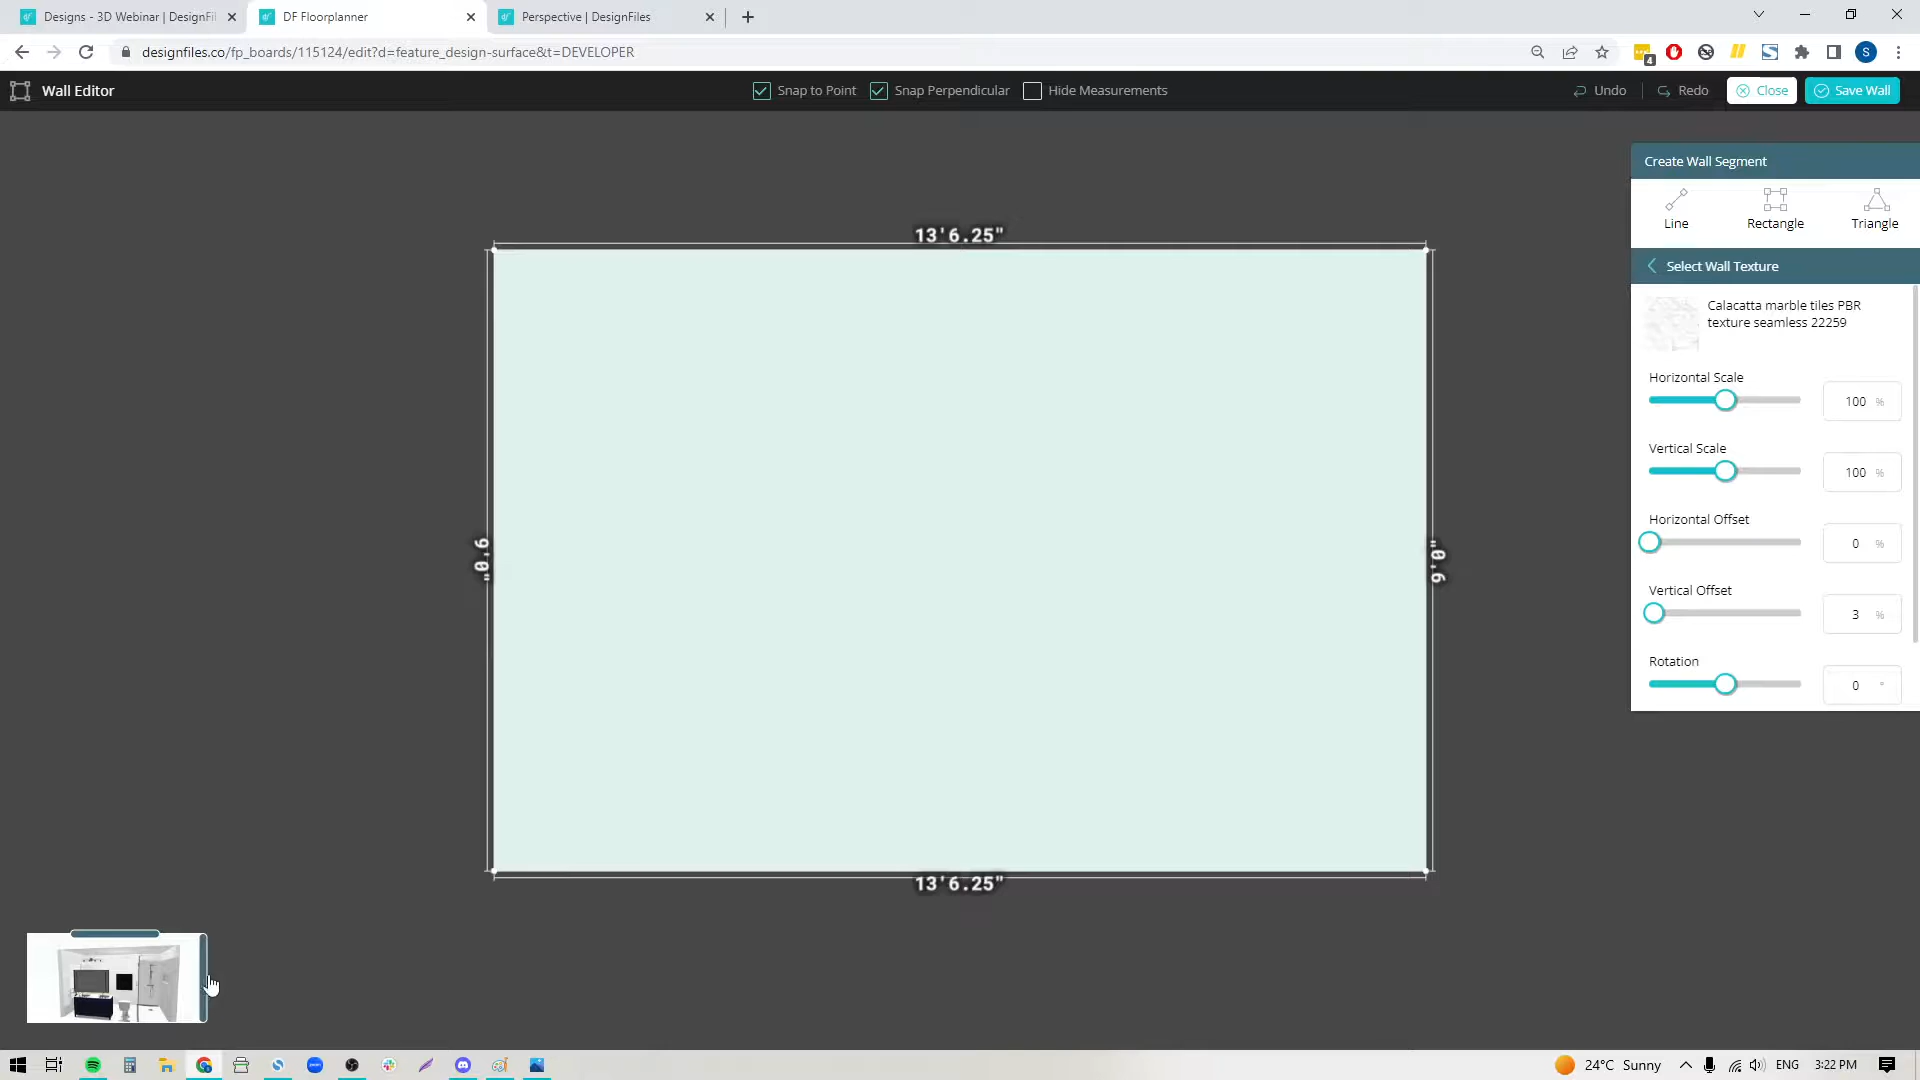 Designs - 3D Webinar | DesignFil
DF Floorplanner
Perspective | DesignFiles
designfiles.co/fp_boards/115124/edit?d=feature_design-surface&t=DEVELOPER
4
S
Wall Editor
Snap to Point
Snap Perpendicular
Hide Measurements
Undo
Redo
Close
Save Wall
Create Wall Segment
Line
Rectangle
Triangle
Select Wall Texture
Calacatta marble tiles PBR
texture seamless 22259
Horizontal Scale
100 %
Vertical Scale
100 %
Horizontal Offset
0 %
Vertical Offset
3 %
Rotation
0 °
13'6.25"
9'0"
9'0"
13'6.25"
24°C Sunny
ENG
3:22 PM